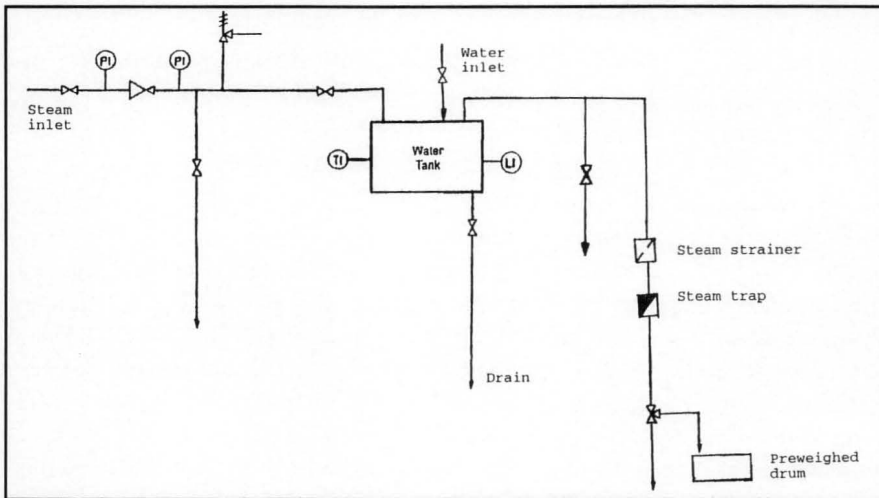 PI
PI
Steam
inlet
Water
inlet
TI
Water
Tank
LI
Steam strainer
Steam trap
Drain
Preweighed
drum